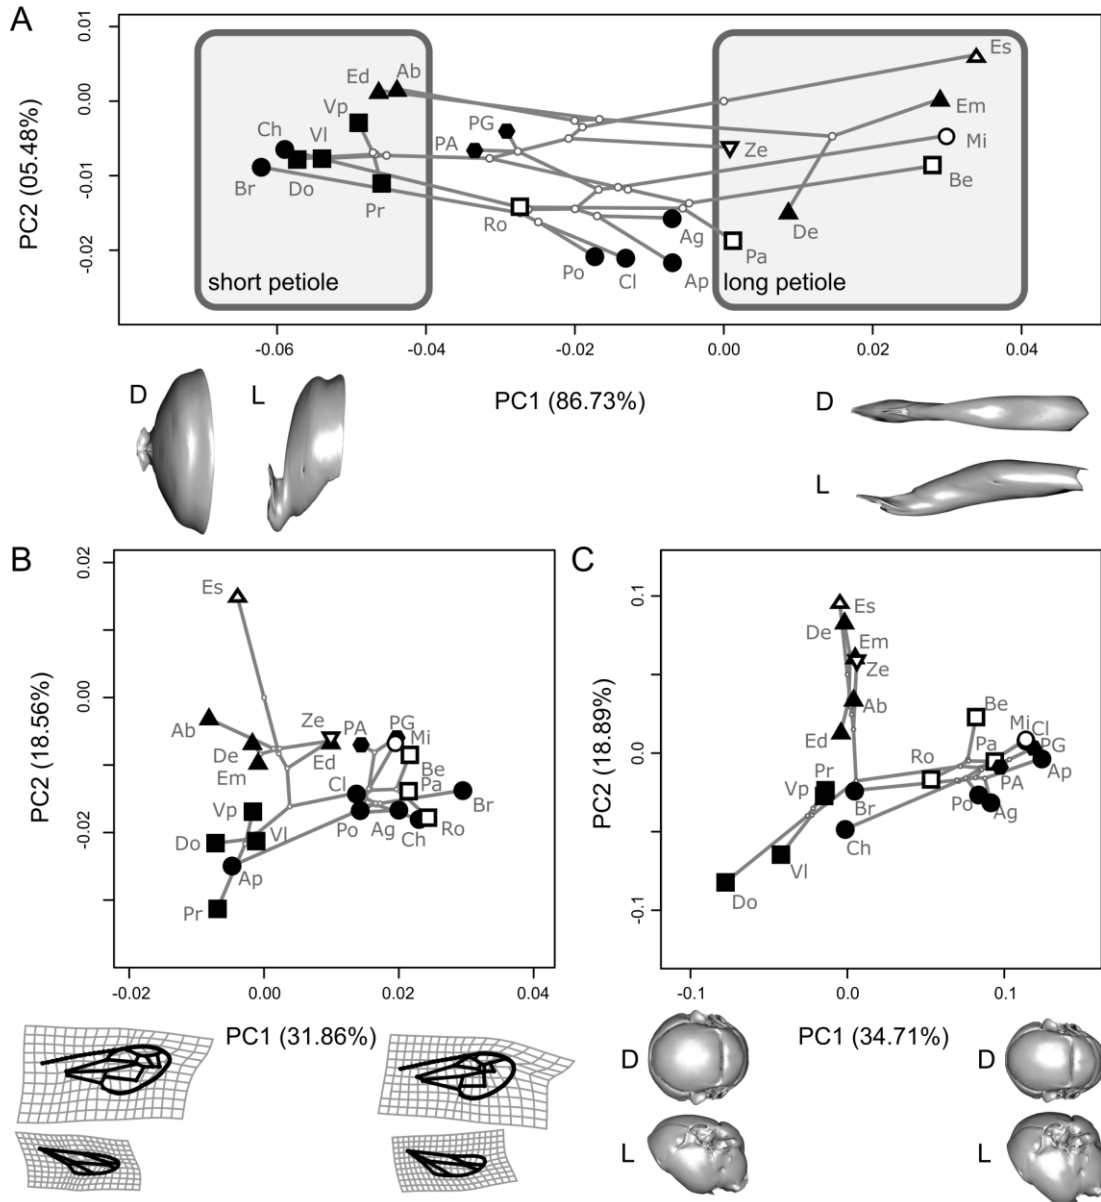 A
0.01
0.00
-0.01
-0.02
PC2 (05.48%)
Ed
Ab
Es
Vp
Em
Ch
Vl
PG
PA
Ze
Mi
Br
Do
Be
Pr
Ro
Ag
De
Pa
Po
Cl
Ap
short petiole
long petiole
-0.06
-0.04
-0.02
0.00
0.02
0.04
PC1 (86.73%)
D
L
D
L
B
0.02
0.00
-0.02
PC2 (18.56%)
Es
Ab
Ze
PA
PG
Mi
De
Ed
Em
Cl
Be
Pa
Br
Vp
Do
Vl
Po
Ag
Ch
Ro
Ap
Pr
-0.02
0.00
0.02
0.04
PC1 (31.86%)
C
0.1
0.0
-0.1
PC2 (18.89%)
Es
De
Em
Ze
Ab
Be
Ed
Mi
Cl
Pa
PG
Ro
Ap
Pr
Vp
PA
Br
Po
Ag
Ch
Vl
Do
-0.1
0.0
0.1
PC1 (34.71%)
D
D
L
L